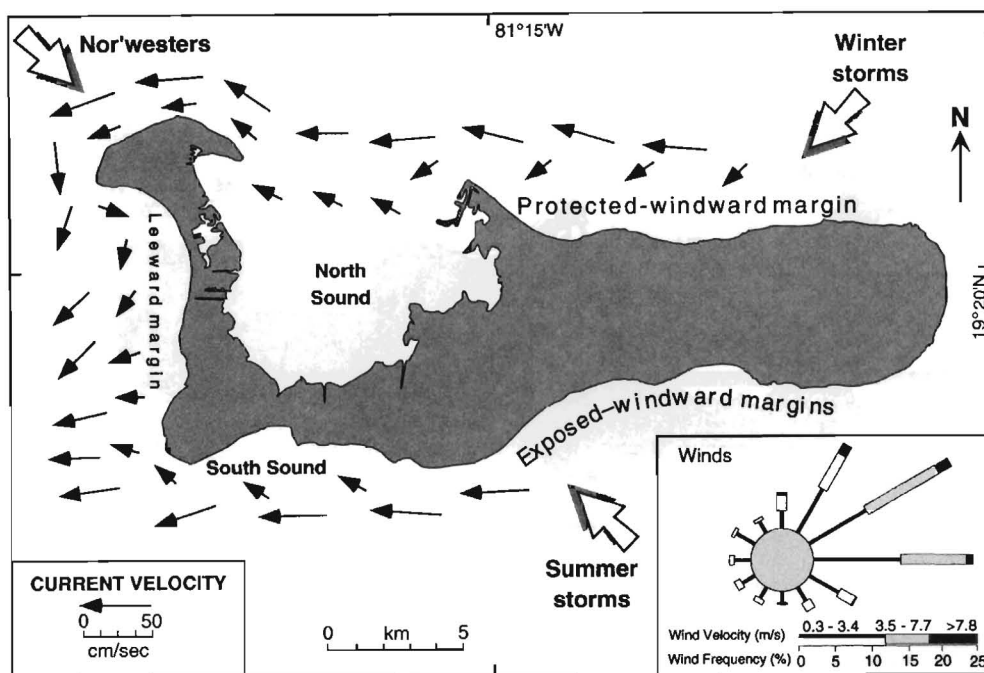 81°15'W
Nor'westers
Winter
storms
N
Protected-windward margin
Leeward margin
North
Sound
19°20'N
Exposed–windward margins
South Sound
Summer
storms
Winds
CURRENT VELOCITY
0 50
cm/sec
0 km 5
0.3 - 3.4 3.5 - 7.7 >7.8
Wind Velocity (m/s)
Wind Frequency (%)
0 5 10 15 20 25